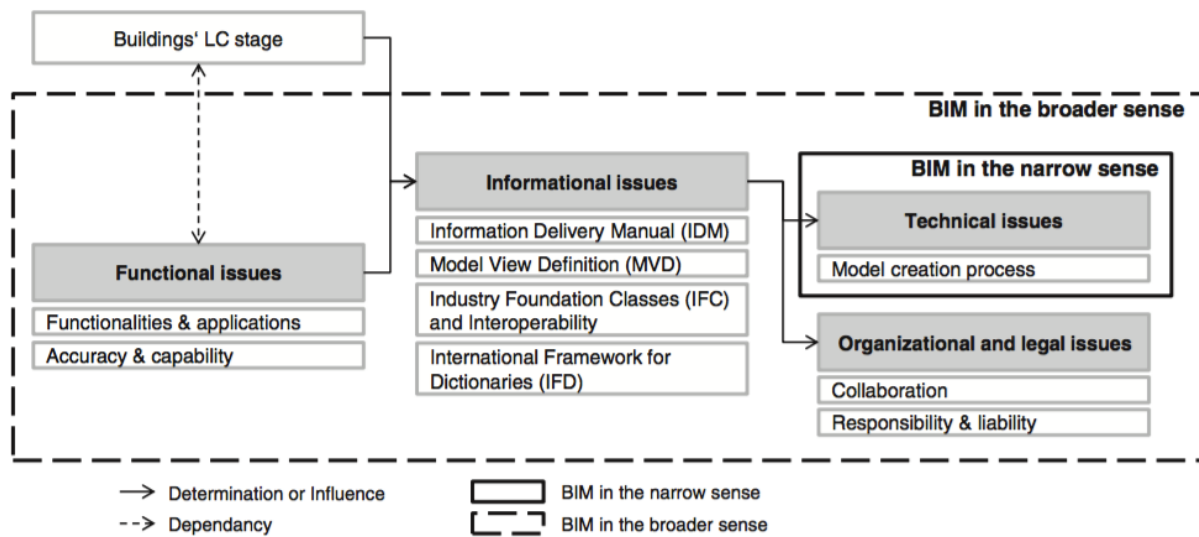 Buildings‘ LC stage
BIM in the broader sense
BIM in the narrow sense
Informational issues
Technical issues
Information Delivery Manual (IDM)
Functional issues
Model View Definition (MVD)
Model creation process
Functionalities & applications
Industry Foundation Classes (IFC)
and Interoperability
Accuracy & capability
Organizational and legal issues
International Framework for
Dictionaries (IFD)
Collaboration
Responsibility & liability
Determination or Influence
BIM in the narrow sense
Dependancy
BIM in the broader sense